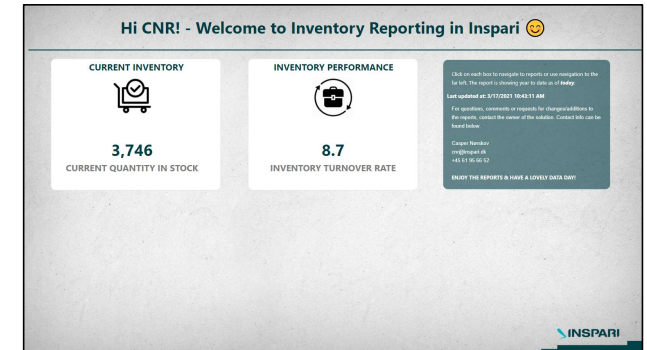 Hi CNR! - Welcome to Inventory Reporting in Inspari 😊
CURRENT INVENTORY
3,746
CURRENT QUANTITY IN STOCK
INVENTORY PERFORMANCE
8.7
INVENTORY TURNOVER RATE
Click on each box to navigate to reports or use navigation to the
far left. The report is showing year to date as of today.
Last updated at: 3/17/2021 10:43:11 AM
For questions, comments or requests for changes/additions to
the reports, contact the owner of the solution. Contact info can be
found below
Casper Nørskov
cnr@inspari.dk
+45 61 95 66 52
ENJOY THE REPORTS & HAVE A LOVELY DATA DAY!
INSPARI